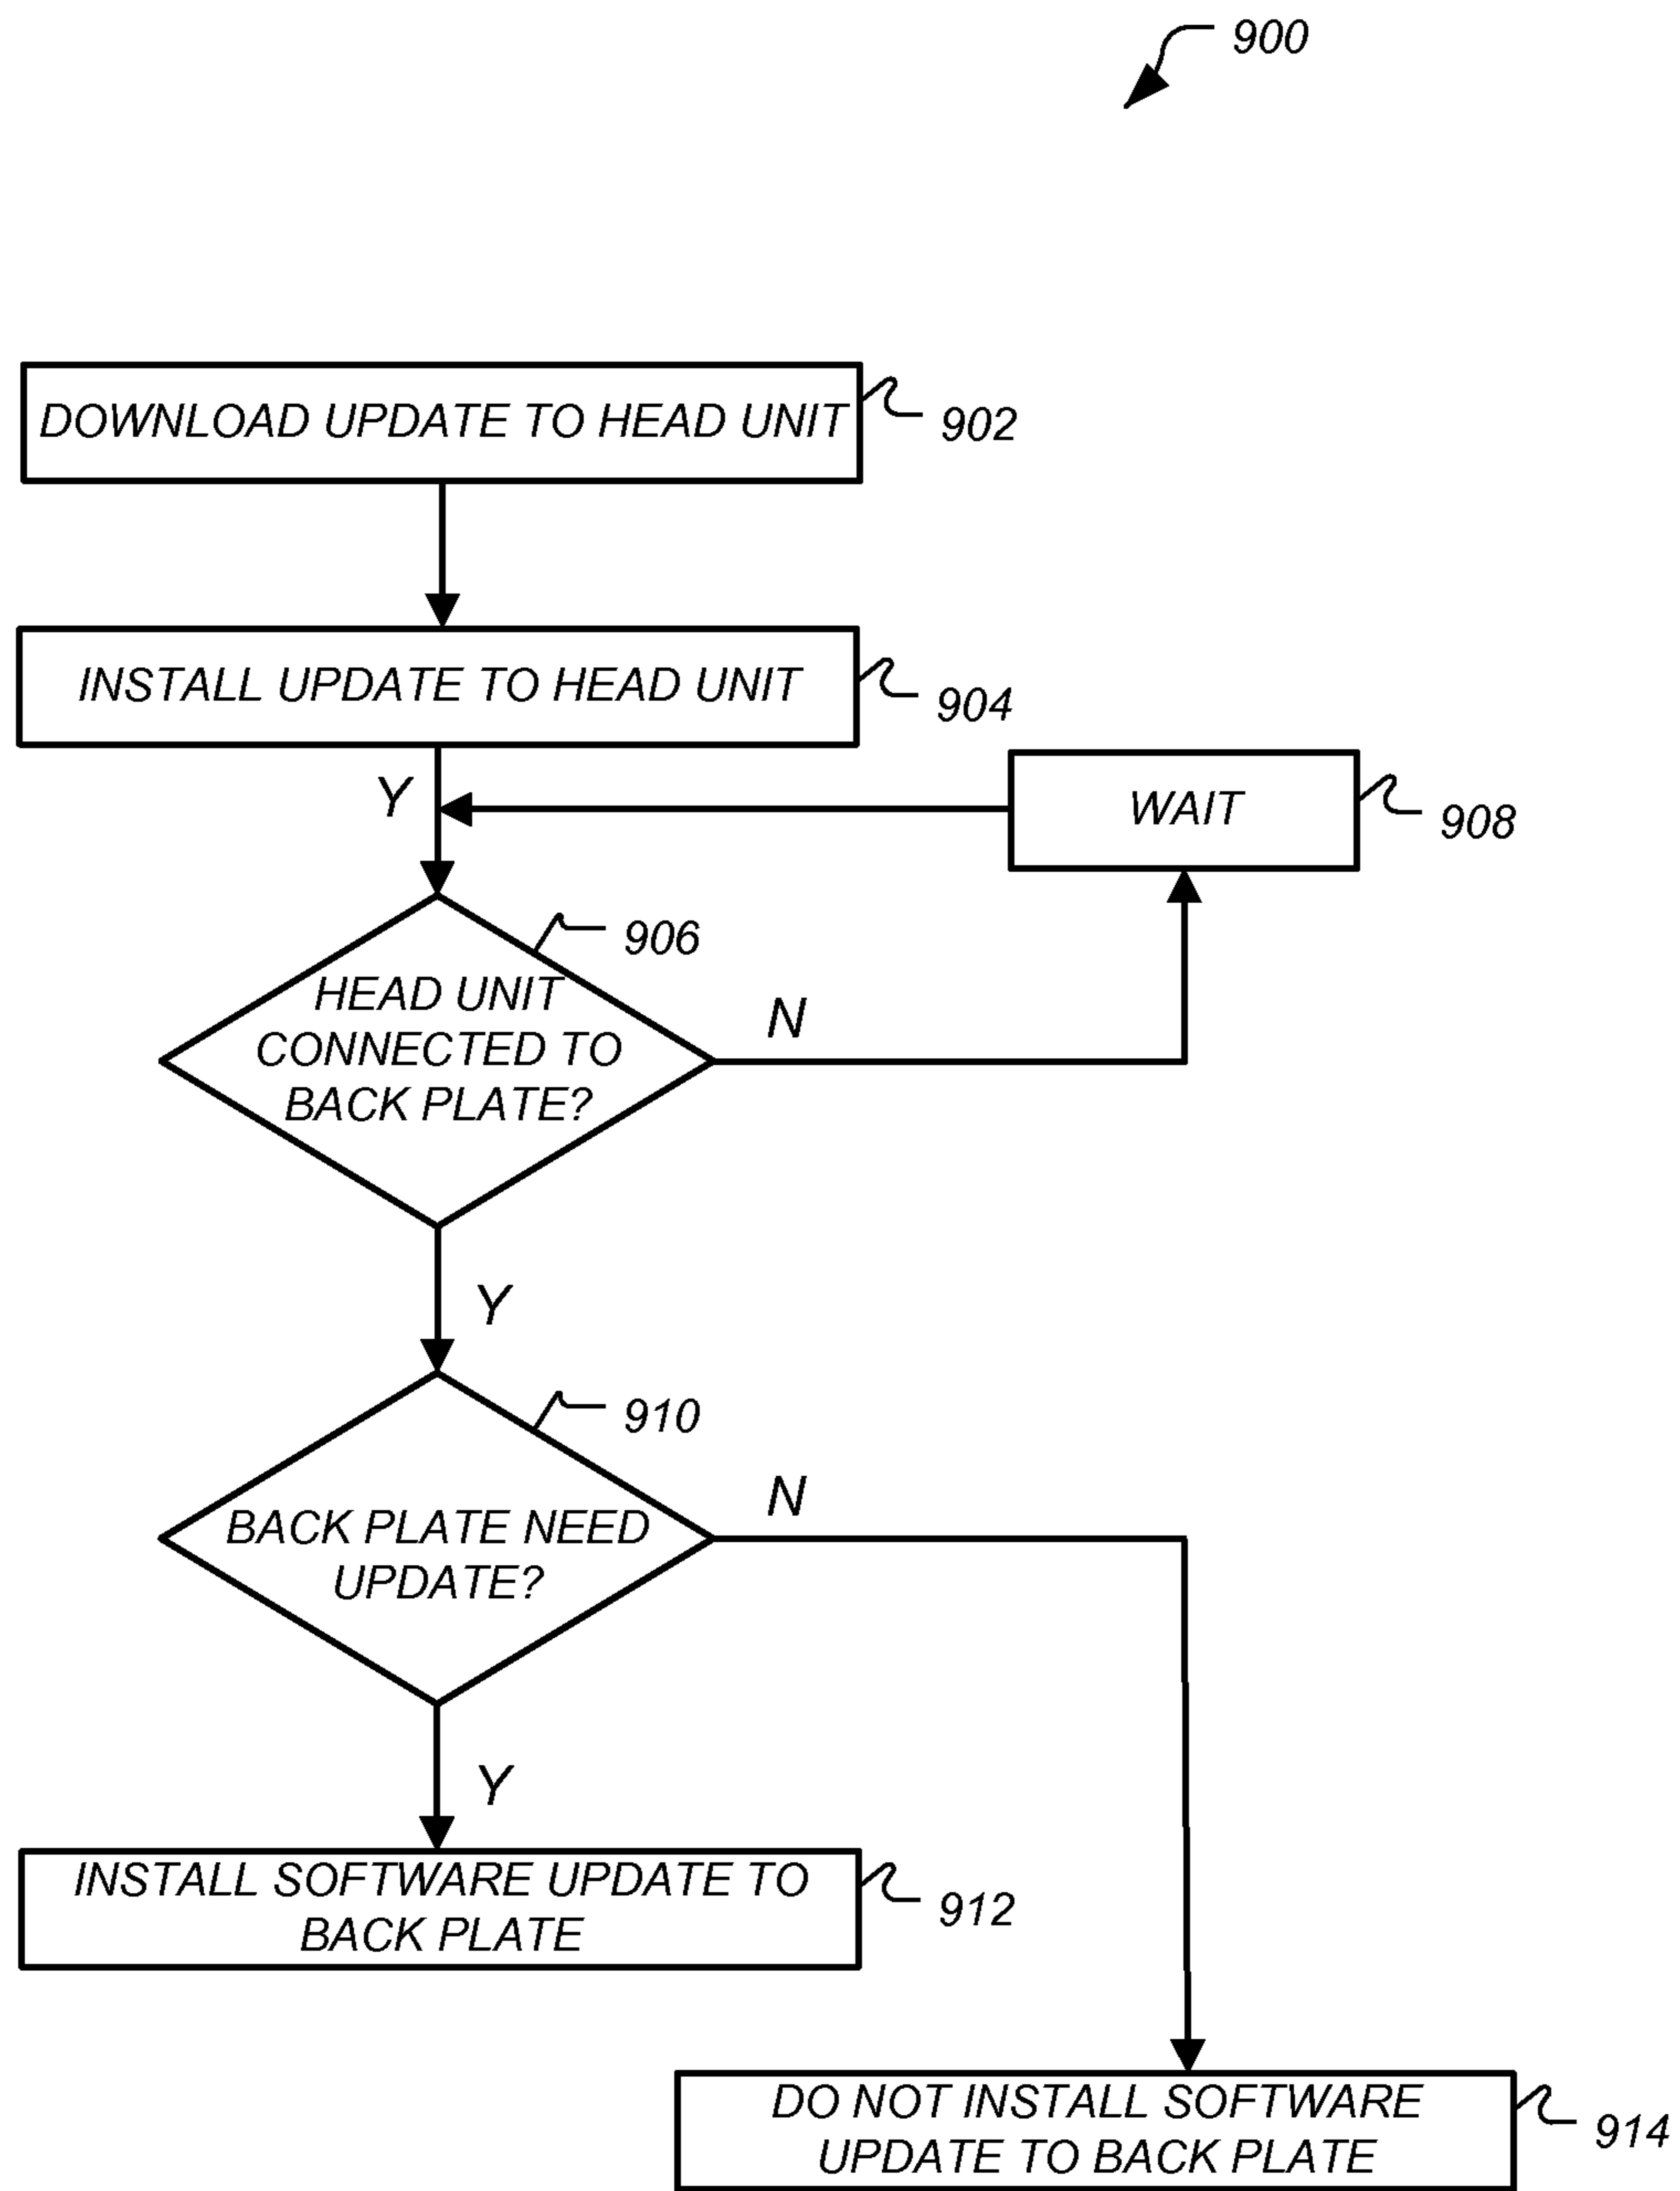 900
DOWNLOAD UPDATE TO HEAD UNIT
902
INSTALL UPDATE TO HEAD UNIT
904
Y
WAIT
908
906
HEAD UNIT
CONNECTED TO
BACK PLATE?
N
Y
910
BACK PLATE NEED
UPDATE?
N
Y
INSTALL SOFTWARE UPDATE TO
BACK PLATE
912
DO NOT INSTALL SOFTWARE
UPDATE TO BACK PLATE
914